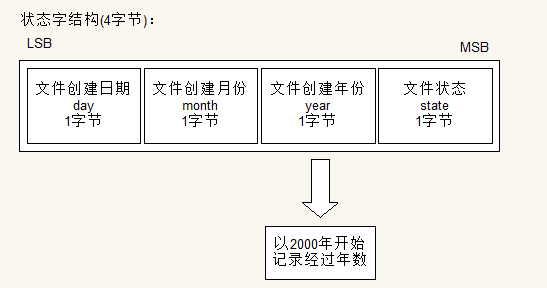 状态字结构(4字节)：
LSB
MSB
文件创建日期
day
1字节
文件创建月份
month
1字节
文件创建年份
year
1字节
文件状态
state
1字节
以2000年开始
记录经过年数